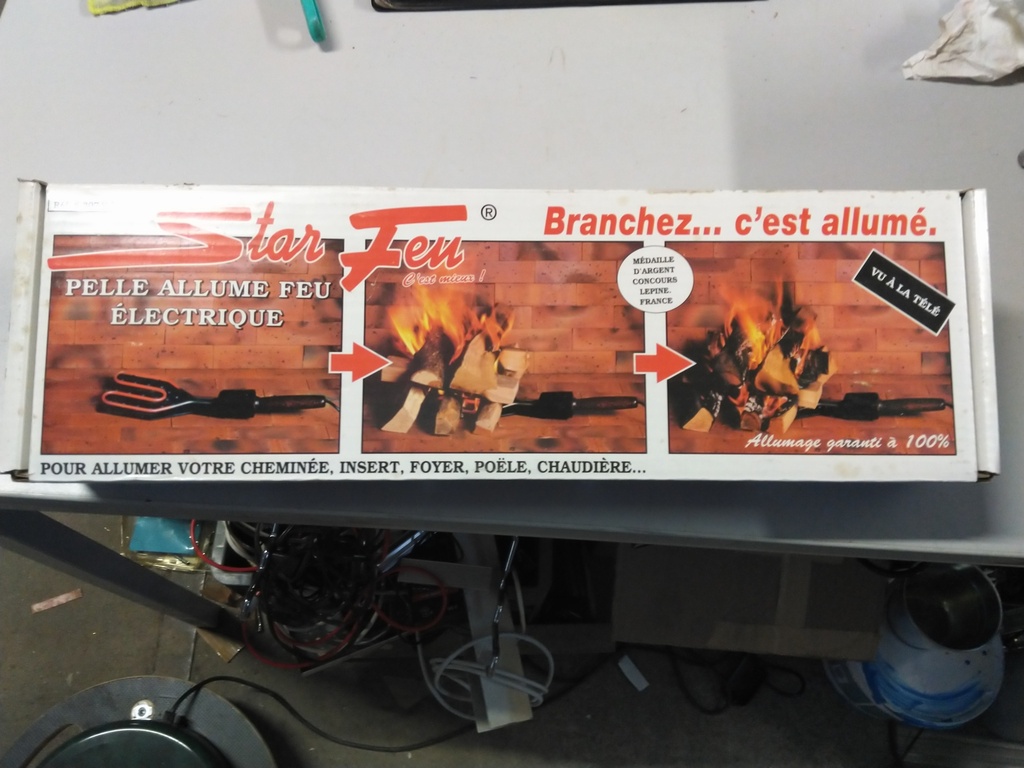 Star Feu ®
C'est mieux !
Branchez... c'est allumé.
PELLE ALLUME FEU
ÉLECTRIQUE
MÉDAILLE
D'ARGENT
CONCOURS
LEPINE.
FRANCE
VU À LA TÉLÉ
Allumage garanti à 100%
POUR ALLUMER VOTRE CHEMINÉE, INSERT, FOYER, POËLE, CHAUDIÈRE...